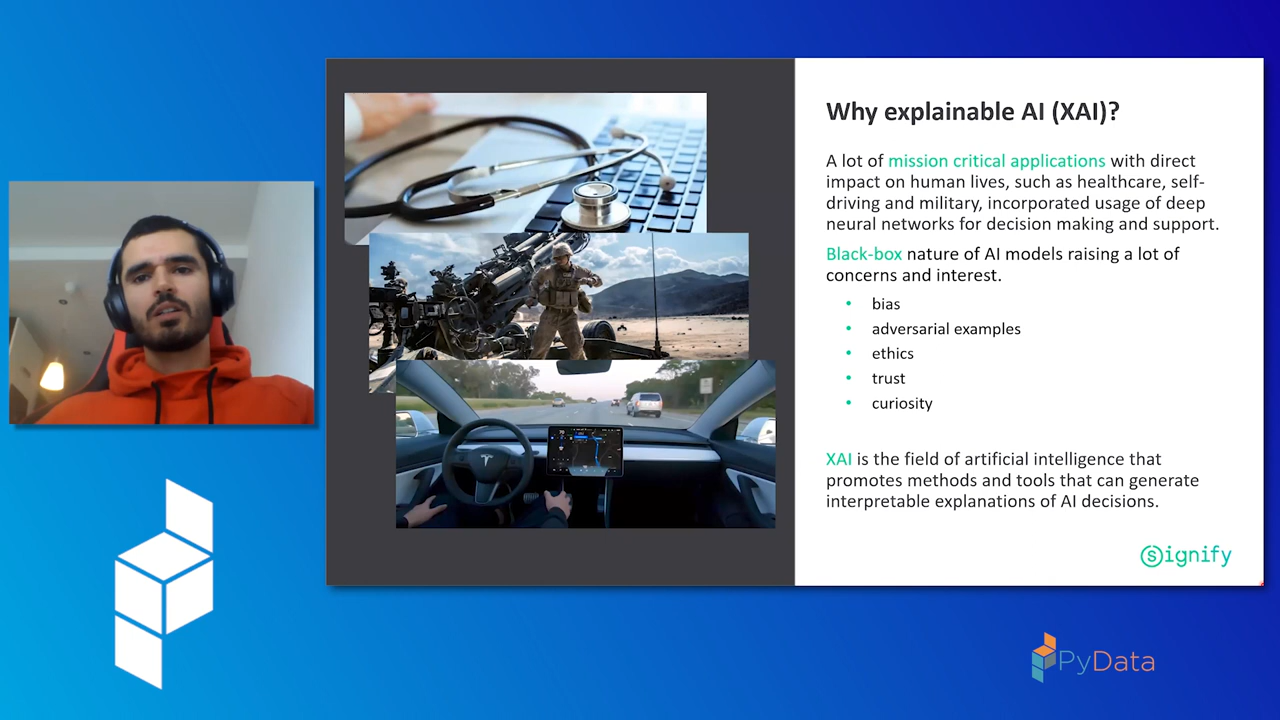 Why explainable AI (XAI)?
A lot of mission critical applications with direct
impact on human lives, such as healthcare, self-
driving and military, incorporated usage of deep
neural networks for decision making and support.
Black-box nature of AI models raising a lot of
concerns and interest.
• bias
• adversarial examples
• ethics
• trust
• curiosity
XAI is the field of artificial intelligence that
promotes methods and tools that can generate
interpretable explanations of AI decisions.
signify
PyData